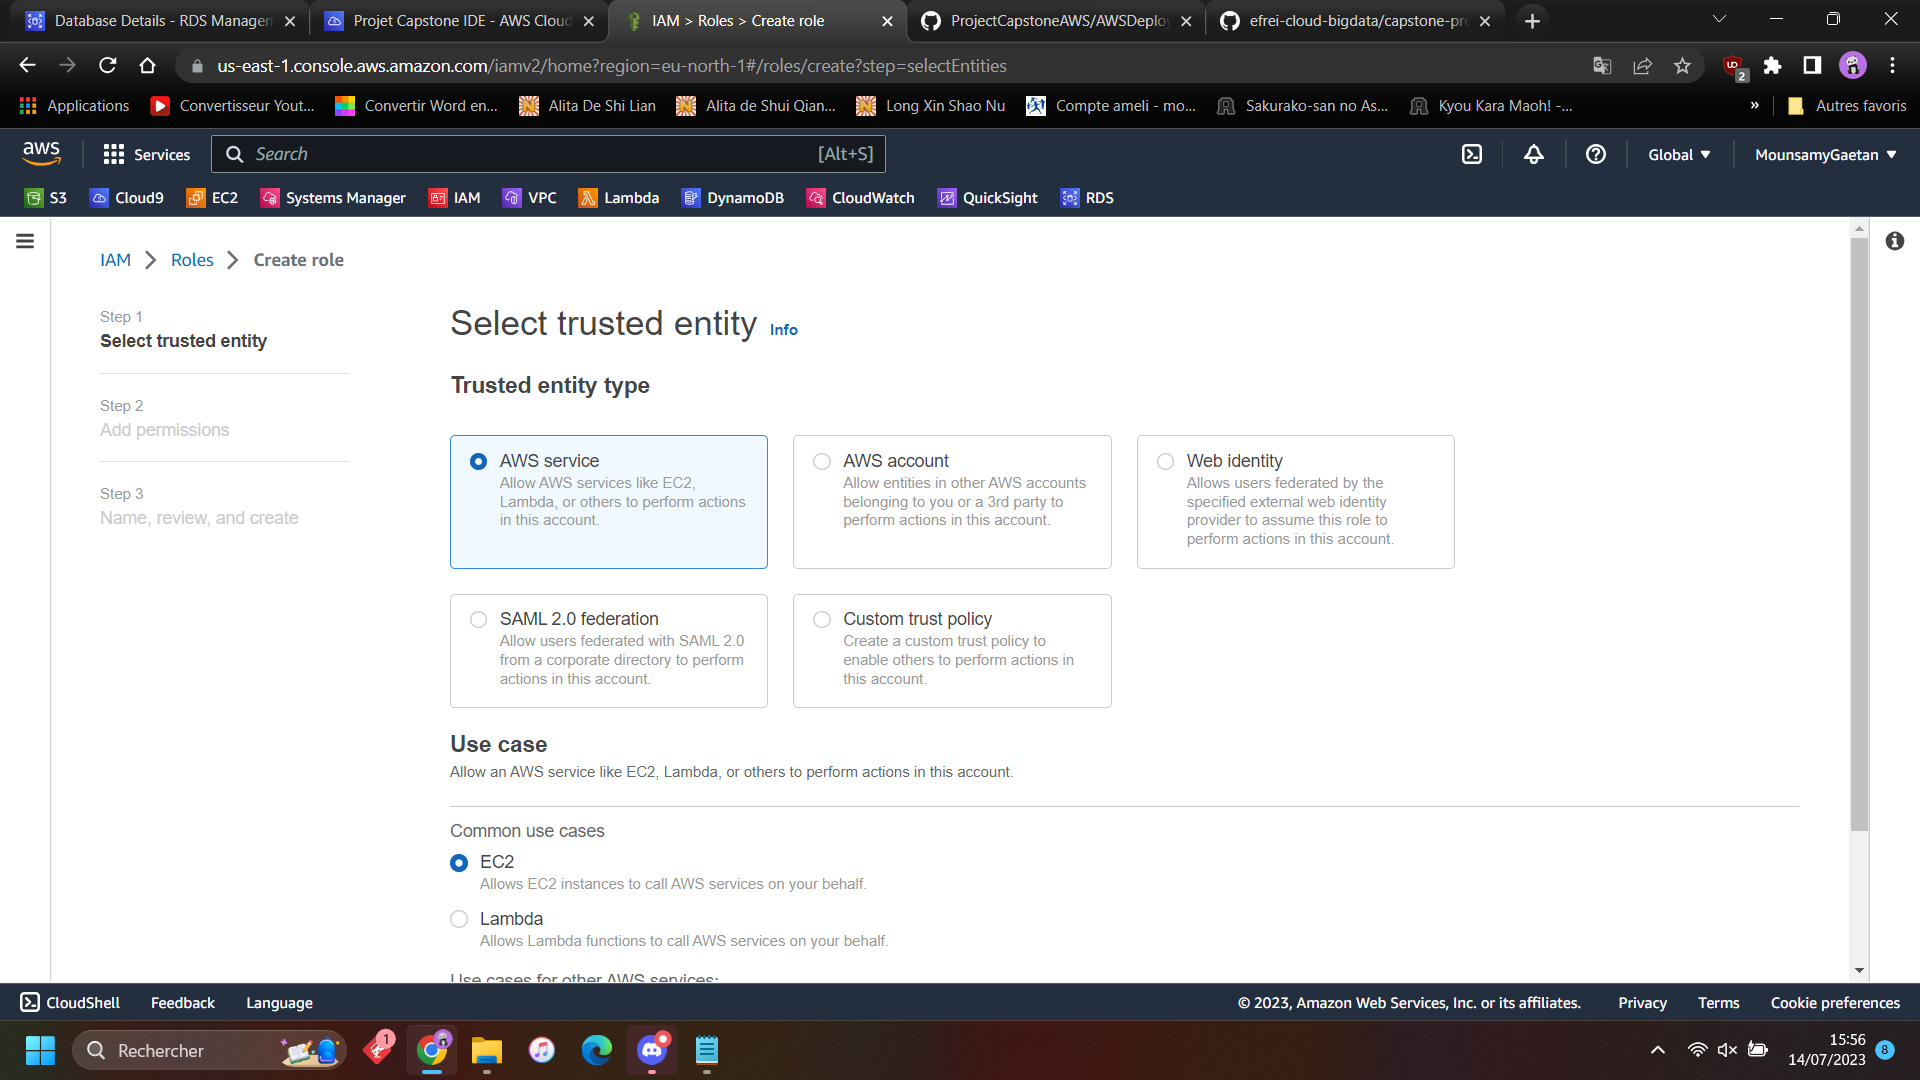 Database Details - RDS Managem
Projet Capstone IDE - AWS Cloud
IAM > Roles > Create role
ProjectCapstoneAWS/AWSDeploy
efrei-cloud-bigdata/capstone-pro
us-east-1.console.aws.amazon.com/iamv2/home?region=eu-north-1#/roles/create?step=selectEntities
2
Applications
Convertisseur Yout...
Convertir Word en...
Alita De Shi Lian
Alita de Shui Qian...
Long Xin Shao Nu
Compte ameli - mo...
Sakurako-san no As...
Kyou Kara Maoh! -...
»
Autres favoris
aws
Services
Search
[Alt+S]
Global
MounsamyGaetan
S3
Cloud9
EC2
Systems Manager
IAM
VPC
Lambda
DynamoDB
CloudWatch
QuickSight
RDS
IAM
Roles
Create role
Step 1
Select trusted entity
Step 2
Add permissions
Step 3
Name, review, and create
Select trusted entity Info
Trusted entity type
AWS service
Allow AWS services like EC2,
Lambda, or others to perform actions
in this account.
AWS account
Allow entities in other AWS accounts
belonging to you or a 3rd party to
perform actions in this account.
Web identity
Allows users federated by the
specified external web identity
provider to assume this role to
perform actions in this account.
SAML 2.0 federation
Allow users federated with SAML 2.0
from a corporate directory to perform
actions in this account.
Custom trust policy
Create a custom trust policy to
enable others to perform actions in
this account.
Use case
Allow an AWS service like EC2, Lambda, or others to perform actions in this account.
Common use cases
EC2
Allows EC2 instances to call AWS services on your behalf.
Lambda
Allows Lambda functions to call AWS services on your behalf.
Use cases for other AWS services:
CloudShell
Feedback
Language
© 2023, Amazon Web Services, Inc. or its affiliates.
Privacy
Terms
Cookie preferences
Rechercher
1
15:56
14/07/2023
8